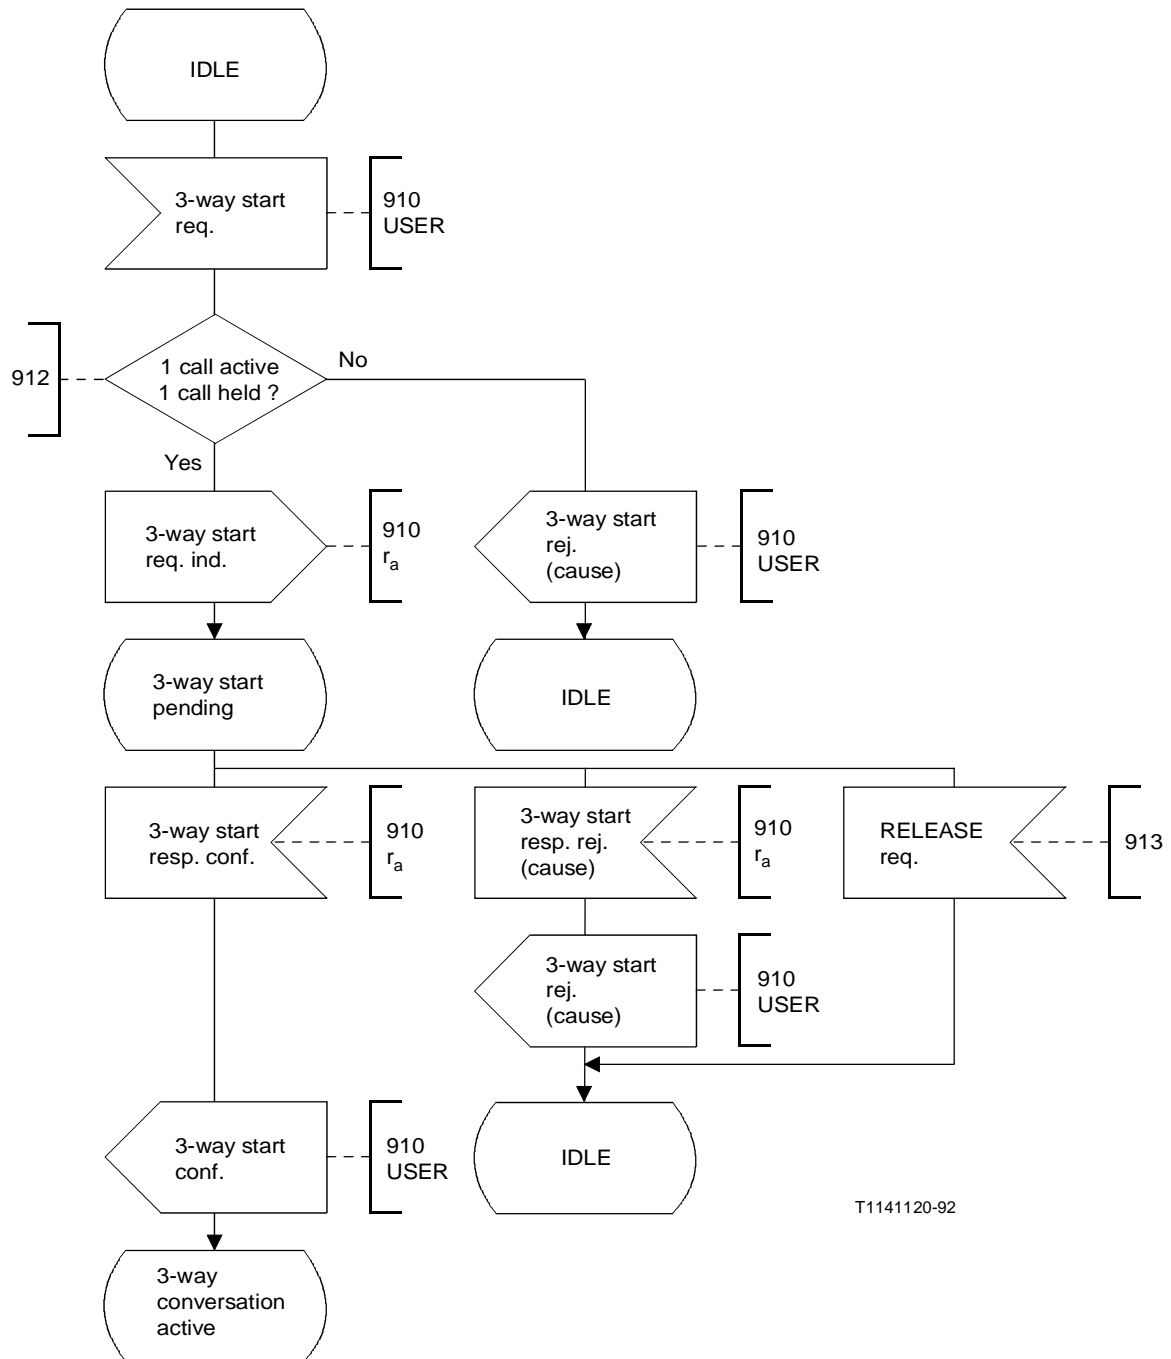 IDLE
3-way start
req.
910
USER
912
1 call active
1 call held ?
No
Yes
3-way start
req. ind.
910
ra
3-way start
rej.
(cause)
910
USER
3-way start
pending
IDLE
3-way start
resp. conf.
910
ra
3-way start
resp. rej.
(cause)
910
ra
RELEASE
req.
913
3-way start
rej.
(cause)
910
USER
3-way start
conf.
910
USER
IDLE
T1141120-92
3-way
conversation
active